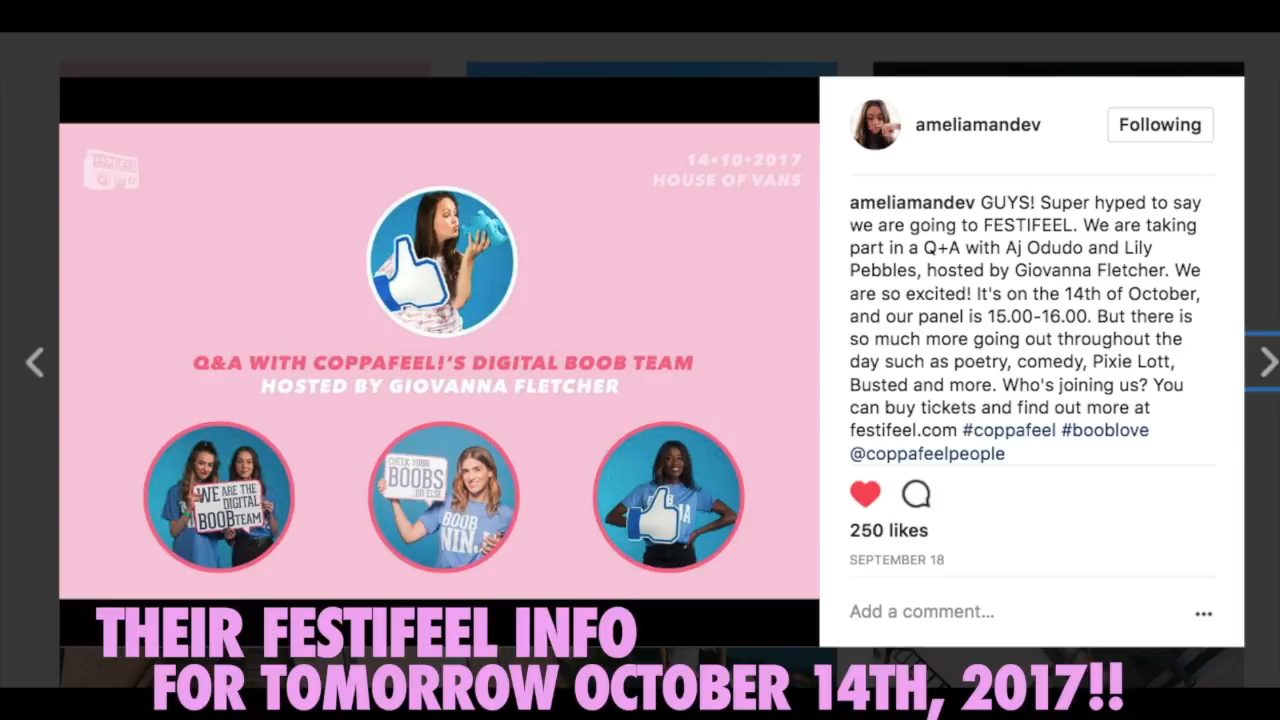 14•10•2017
HOUSE OF VANS
Q&A WITH COPPAFEEL!'S DIGITAL BOOB TEAM
HOSTED BY GIOVANNA FLETCHER
WE ARE THE
DIGITAL
BOOB TEAM
CHECK YOUR
BOOBS
BOOB
NINJ
ameliamandev
Following
ameliamandev GUYS! Super hyped to say
we are going to FESTIFEEL. We are taking
part in a Q+A with Aj Odudo and Lily
Pebbles, hosted by Giovanna Fletcher. We
are so excited! It's on the 14th of October,
and our panel is 15.00-16.00. But there is
so much more going out throughout the
day such as poetry, comedy, Pixie Lott,
Busted and more. Who's joining us? You
can buy tickets and find out more at
festifeel.com #coppafeel #booblove
@coppafeelpeople
250 likes
SEPTEMBER 18
Add a comment...
THEIR FESTIFEEL INFO
FOR TOMORROW OCTOBER 14TH, 2017!!